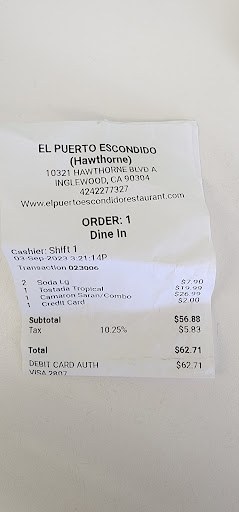 EL PUERTO ESCONDIDO
(Hawthorne)
10321 HAWTHORNE BLVD A
INGLEWOOD, CA 90304
4242277327
Www.elpuertoescondidorestaurant.com
ORDER: 1
Dine In
Cashier: Shift 1
03-Sep-2023 3:21:14P
Transaction 023006
2 Soda Lg $7.90
1 Tostada Tropical $19.99
1 Camaron Saran/Combo $26.99
1 Credit Card $2.00
Subtotal $56.88
Tax 10.25% $5.83
Total $62.71
DEBIT CARD AUTH $62.71
VISA 2807